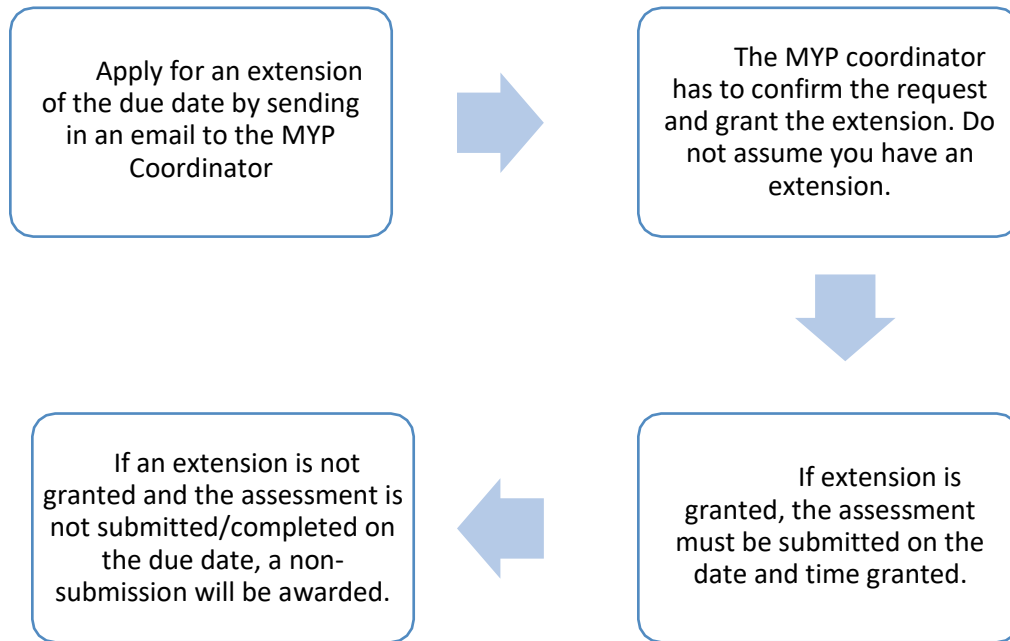 Apply for an extension
of the due date by sending
in an email to the MYP
Coordinator
The MYP coordinator
has to confirm the request
and grant the extension. Do
not assume you have an
extension.
If extension is
granted, the assessment
must be submitted on the
date and time granted.
If an extension is not
granted and the assessment is
not submitted/completed on
the due date, a non-
submission will be awarded.